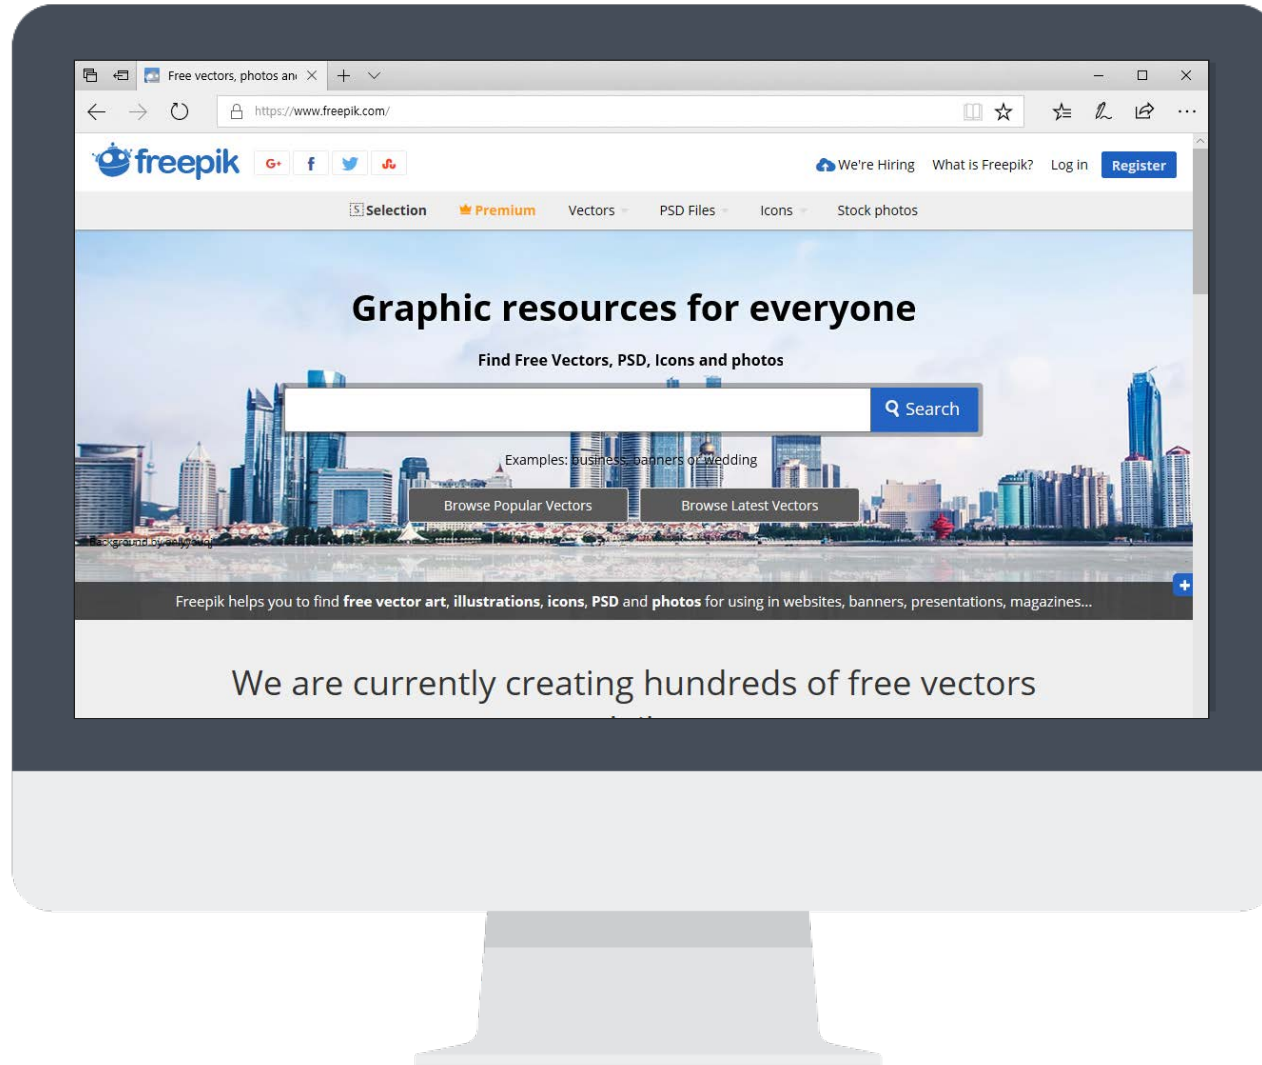 Free vectors, photos an
https://www.freepik.com/
freepik G+ f We're Hiring What is Freepik? Log in Register
S Selection Premium Vectors PSD Files Icons Stock photos
Graphic resources for everyone
Find Free Vectors, PSD, Icons and photos
Search
Examples: business, banners or wedding
Browse Popular Vectors Browse Latest Vectors
Background by
Freepik helps you to find free vector art, illustrations, icons, PSD and photos for using in websites, banners, presentations, magazines...
We are currently creating hundreds of free vectors